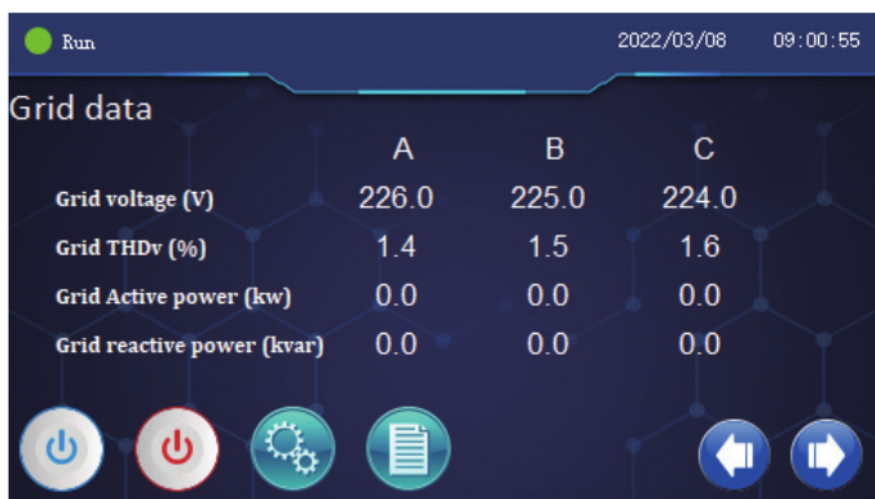 Run 2022/03/08 09:00:55
Grid data
A B C
Grid voltage (V) 226.0 225.0 224.0
Grid THDv (%) 1.4 1.5 1.6
Grid Active power (kw) 0.0 0.0 0.0
Grid reactive power (kvar) 0.0 0.0 0.0